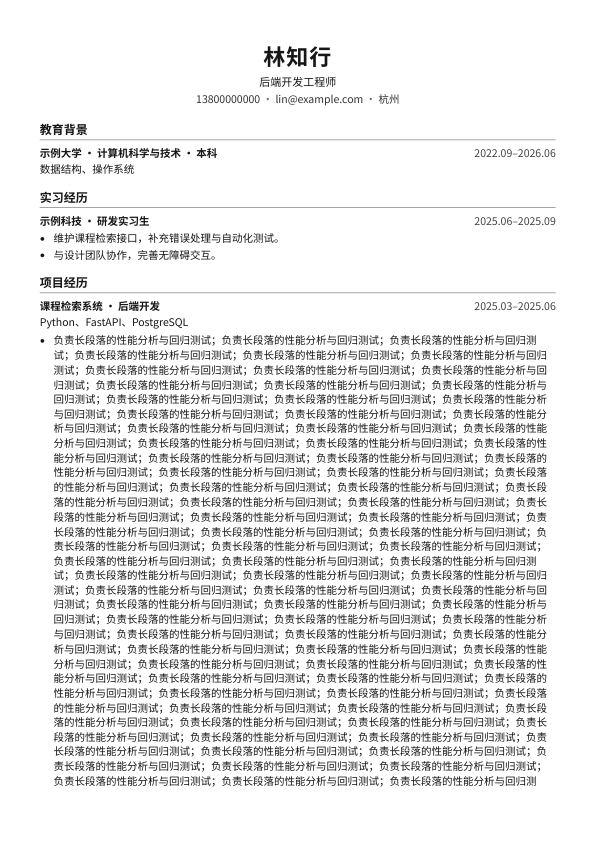 林知行
后端开发工程师
13800000000 · lin@example.com · 杭州
教育背景
示例大学 · 计算机科学与技术 · 本科 2022.09–2026.06
数据结构、操作系统
实习经历
示例科技 · 研发实习生 2025.06–2025.09
• 维护课程检索接口，补充错误处理与自动化测试。
• 与设计团队协作，完善无障碍交互。
项目经历
课程检索系统 · 后端开发 2025.03–2025.06
Python、FastAPI、PostgreSQL
• 负责长段落的性能分析与回归测试；负责长段落的性能分析与回归测试；负责长段落的性能分析与回归测
试；负责长段落的性能分析与回归测试；负责长段落的性能分析与回归测试；负责长段落的性能分析与回归
测试；负责长段落的性能分析与回归测试；负责长段落的性能分析与回归测试；负责长段落的性能分析与回
归测试；负责长段落的性能分析与回归测试；负责长段落的性能分析与回归测试；负责长段落的性能分析与
回归测试；负责长段落的性能分析与回归测试；负责长段落的性能分析与回归测试；负责长段落的性能分析
与回归测试；负责长段落的性能分析与回归测试；负责长段落的性能分析与回归测试；负责长段落的性能分
析与回归测试；负责长段落的性能分析与回归测试；负责长段落的性能分析与回归测试；负责长段落的性能
分析与回归测试；负责长段落的性能分析与回归测试；负责长段落的性能分析与回归测试；负责长段落的性
能分析与回归测试；负责长段落的性能分析与回归测试；负责长段落的性能分析与回归测试；负责长段落的
性能分析与回归测试；负责长段落的性能分析与回归测试；负责长段落的性能分析与回归测试；负责长段落
的性能分析与回归测试；负责长段落的性能分析与回归测试；负责长段落的性能分析与回归测试；负责长段
落的性能分析与回归测试；负责长段落的性能分析与回归测试；负责长段落的性能分析与回归测试；负责长
段落的性能分析与回归测试；负责长段落的性能分析与回归测试；负责长段落的性能分析与回归测试；负责
长段落的性能分析与回归测试；负责长段落的性能分析与回归测试；负责长段落的性能分析与回归测试；负
责长段落的性能分析与回归测试；负责长段落的性能分析与回归测试；负责长段落的性能分析与回归测试；
负责长段落的性能分析与回归测试；负责长段落的性能分析与回归测试；负责长段落的性能分析与回归测
试；负责长段落的性能分析与回归测试；负责长段落的性能分析与回归测试；负责长段落的性能分析与回归
测试；负责长段落的性能分析与回归测试；负责长段落的性能分析与回归测试；负责长段落的性能分析与回
归测试；负责长段落的性能分析与回归测试；负责长段落的性能分析与回归测试；负责长段落的性能分析与
回归测试；负责长段落的性能分析与回归测试；负责长段落的性能分析与回归测试；负责长段落的性能分析
与回归测试；负责长段落的性能分析与回归测试；负责长段落的性能分析与回归测试；负责长段落的性能分
析与回归测试；负责长段落的性能分析与回归测试；负责长段落的性能分析与回归测试；负责长段落的性能
分析与回归测试；负责长段落的性能分析与回归测试；负责长段落的性能分析与回归测试；负责长段落的性
能分析与回归测试；负责长段落的性能分析与回归测试；负责长段落的性能分析与回归测试；负责长段落的
性能分析与回归测试；负责长段落的性能分析与回归测试；负责长段落的性能分析与回归测试；负责长段落
的性能分析与回归测试；负责长段落的性能分析与回归测试；负责长段落的性能分析与回归测试；负责长段
落的性能分析与回归测试；负责长段落的性能分析与回归测试；负责长段落的性能分析与回归测试；负责长
段落的性能分析与回归测试；负责长段落的性能分析与回归测试；负责长段落的性能分析与回归测试；负责
长段落的性能分析与回归测试；负责长段落的性能分析与回归测试；负责长段落的性能分析与回归测试；负
责长段落的性能分析与回归测试；负责长段落的性能分析与回归测试；负责长段落的性能分析与回归测试；
负责长段落的性能分析与回归测试；负责长段落的性能分析与回归测试；负责长段落的性能分析与回归测